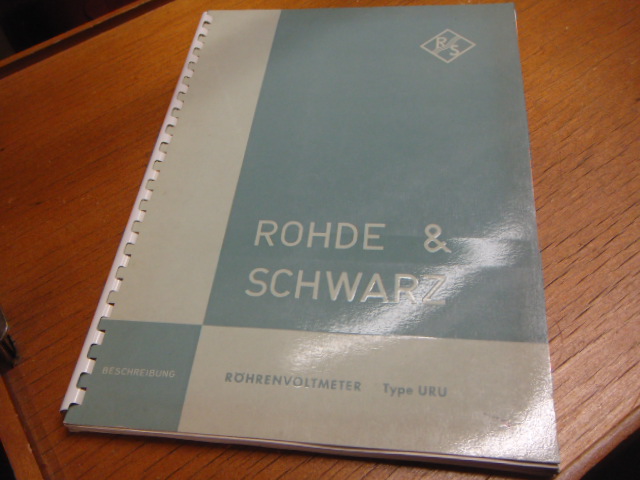 R&S
ROHDE &
SCHWARZ
BESCHREIBUNG
RÖHRENVOLTMETER Type URU